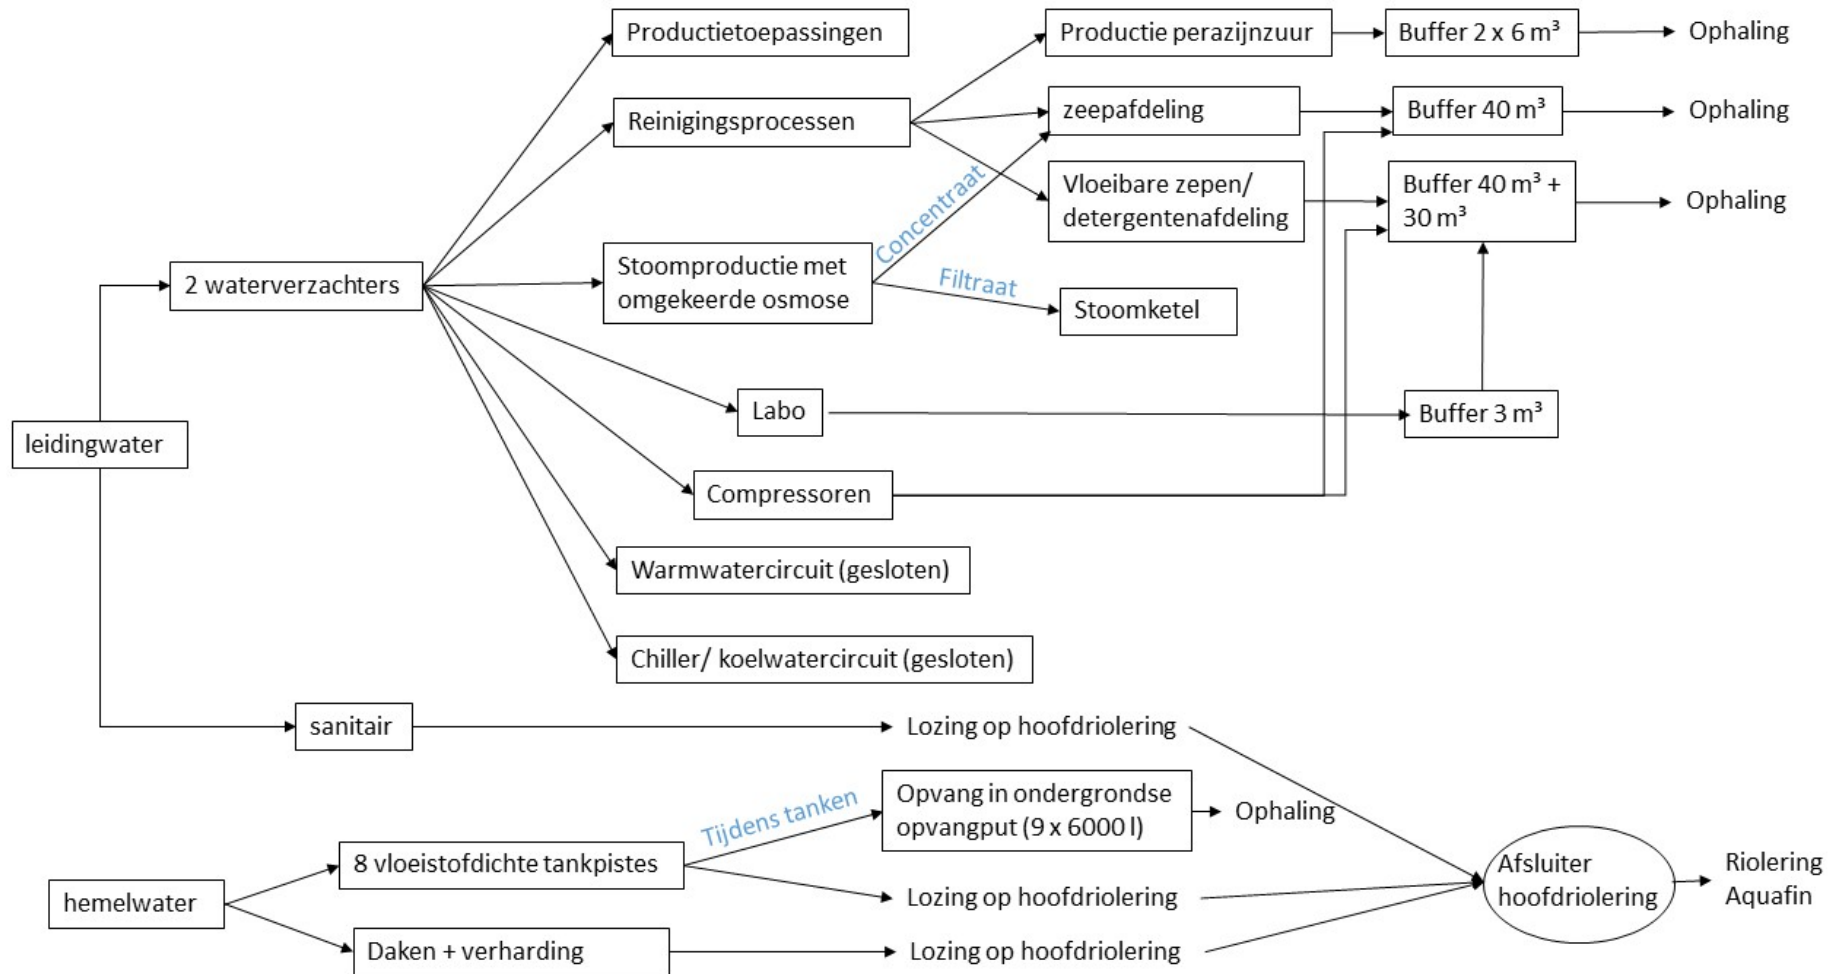 Productietoepassingen
Productie perazijnzuur
Buffer 2 x 6 m³
Ophaling
Reinigingsprocessen
zeepafdeling
Buffer 40 m³
Ophaling
Concentraat
Vloeibare zepen/
detergentenafdeling
Buffer 40 m³ +
30 m³
Ophaling
2 waterverzachters
Stoomproductie met
omgekeerde osmose
Filtraat
Stoomketel
Labo
Buffer 3 m³
leidingwater
Compressoren
Warmwatercircuit (gesloten)
Chiller/ koelwatercircuit (gesloten)
sanitair
Lozing op hoofdriolering
Tijdens tanken
Opvang in ondergrondse
opvangput (9 x 6000 l)
Ophaling
8 vloeistofdichte tankpistes
hemelwater
Lozing op hoofdriolering
Afsluiter
hoofdriolering
Riolering
Aquafin
Daken + verharding
Lozing op hoofdriolering